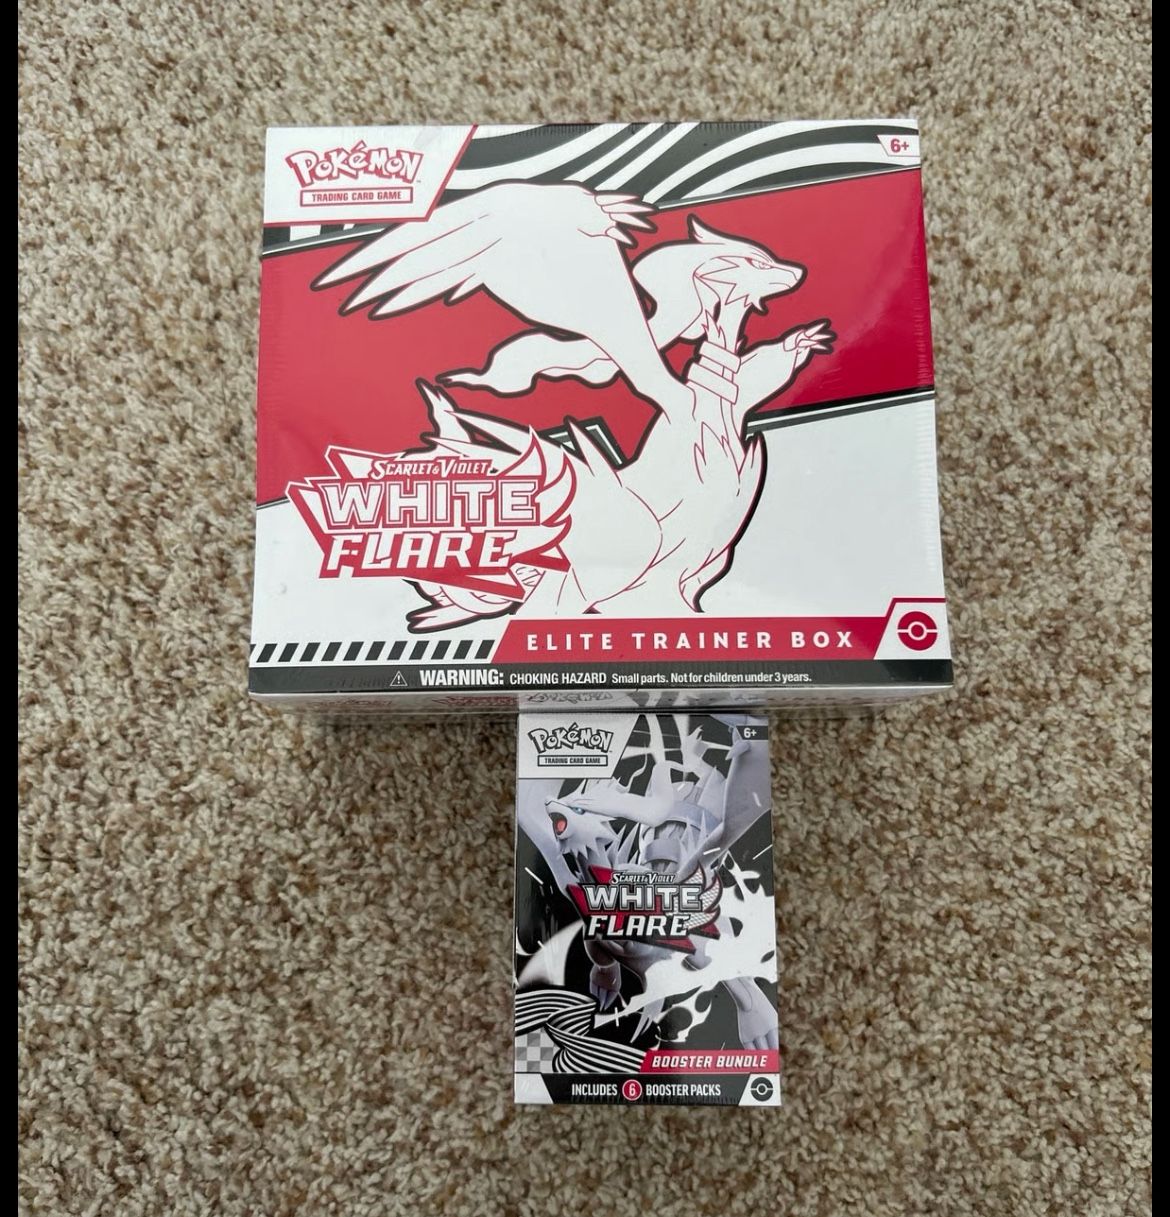 POKéMON
TRADING CARD GAME
6+
SCARLET & VIOLET
WHITE
FLARE
ELITE TRAINER BOX
WARNING: CHOKING HAZARD Small parts. Not for children under 3 years.
POKéMON
TRADING CARD GAME
6+
SCARLET & VIOLET
WHITE
FLARE
BOOSTER BUNDLE
INCLUDES 6 BOOSTER PACKS